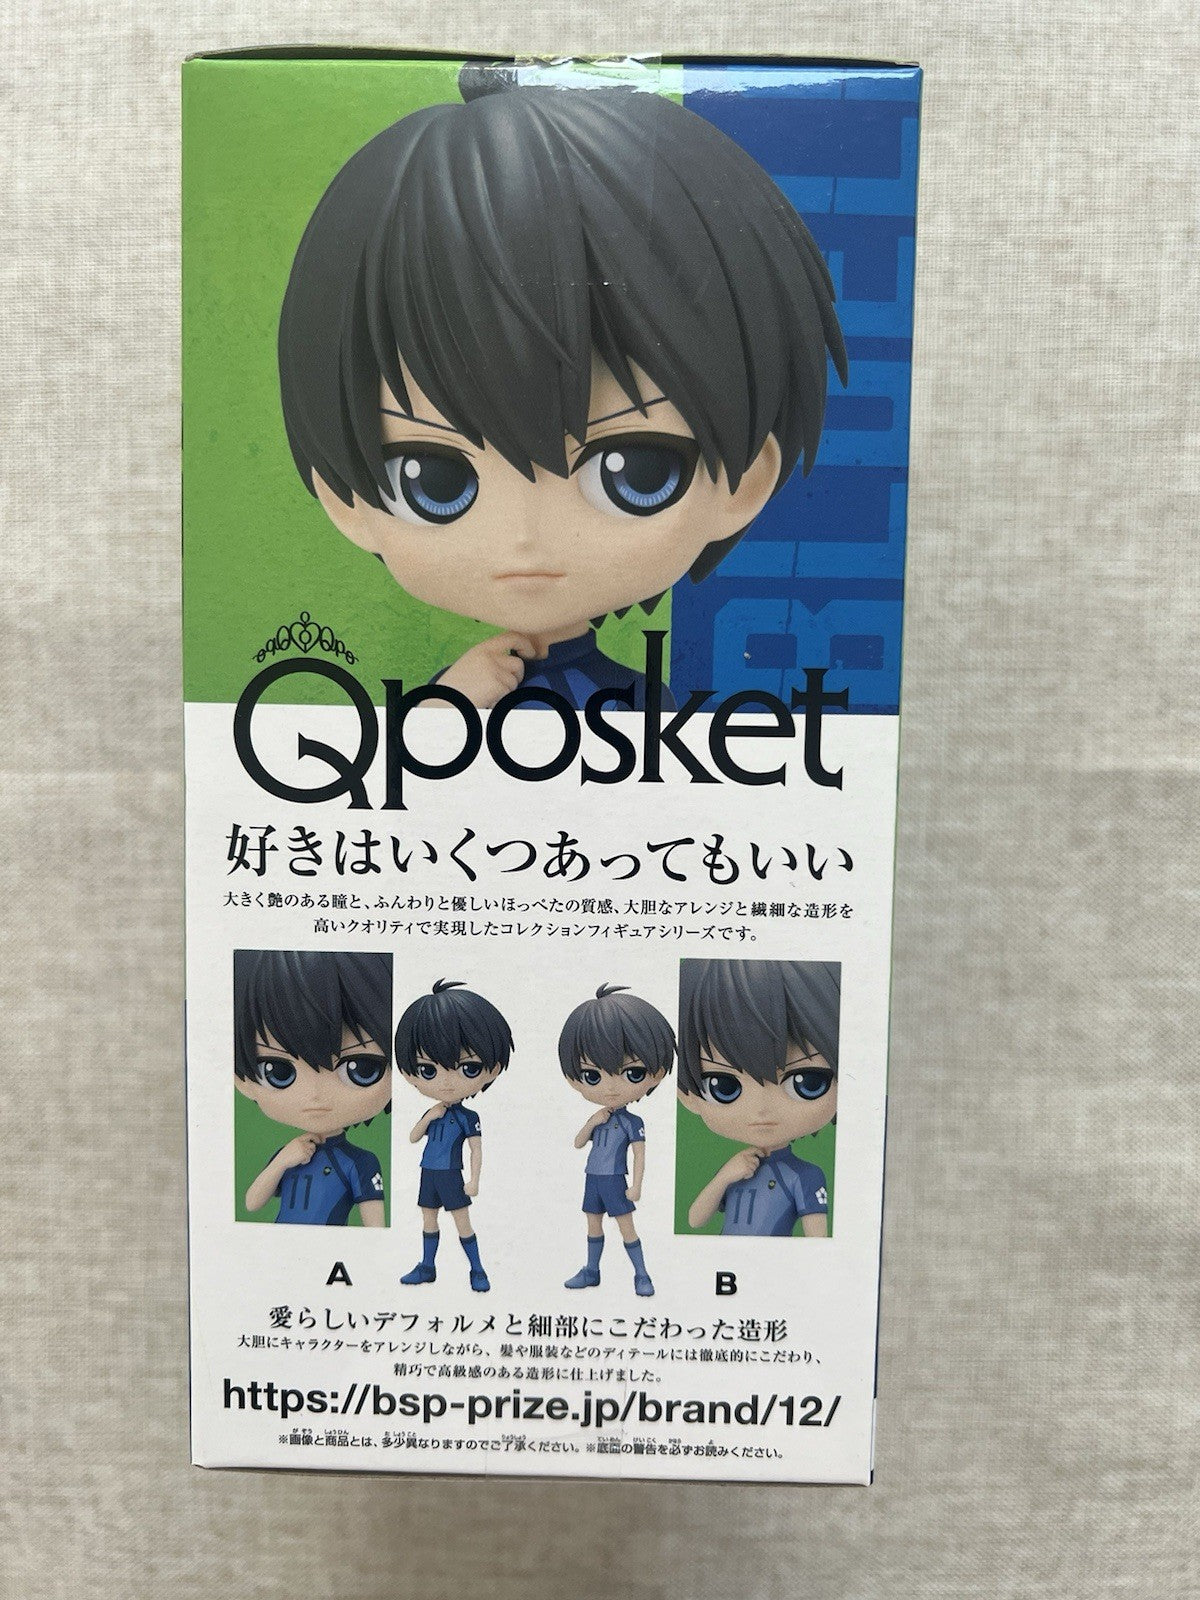 BLUE L
Qposket
好きはいくつあってもいい
大きく艶のある瞳と、ふんわりと優しいほっぺたの質感、大胆なアレンジと繊細な造形を
高いクオリティで実現したコレクションフィギュアシリーズです。
11
11
11
11
A
B
愛らしいデフォルメと細部にこだわった造形
大胆にキャラクターをアレンジしながら、髪や服装などのディテールには徹底的にこだわり、
精巧で高級感のある造形に仕上げました。
https://bsp-prize.jp/brand/12/
※画像と商品とは、多少異なりますのでご了承ください。※底面の警告を必ずお読みください。